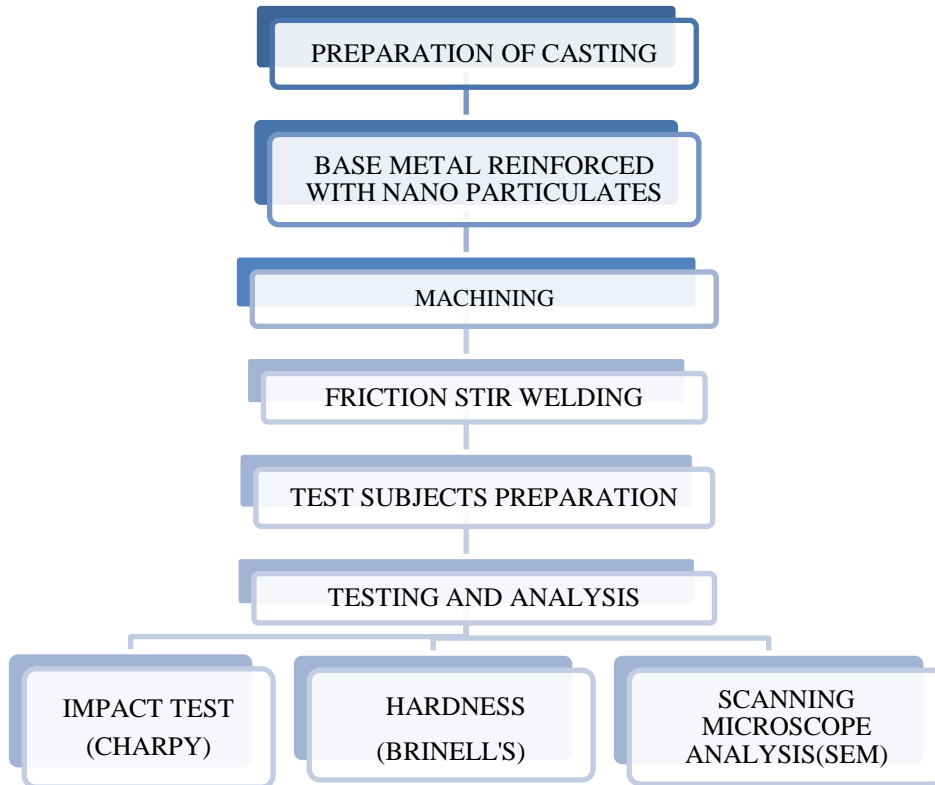 PREPARATION OF CASTING
BASE METAL REINFORCED
WITH NANO PARTICULATES
MACHINING
FRICTION STIR WELDING
TEST SUBJECTS PREPARATION
TESTING AND ANALYSIS
IMPACT TEST
(CHARPY)
HARDNESS
(BRINELL'S)
SCANNING
MICROSCOPE
ANALYSIS(SEM)